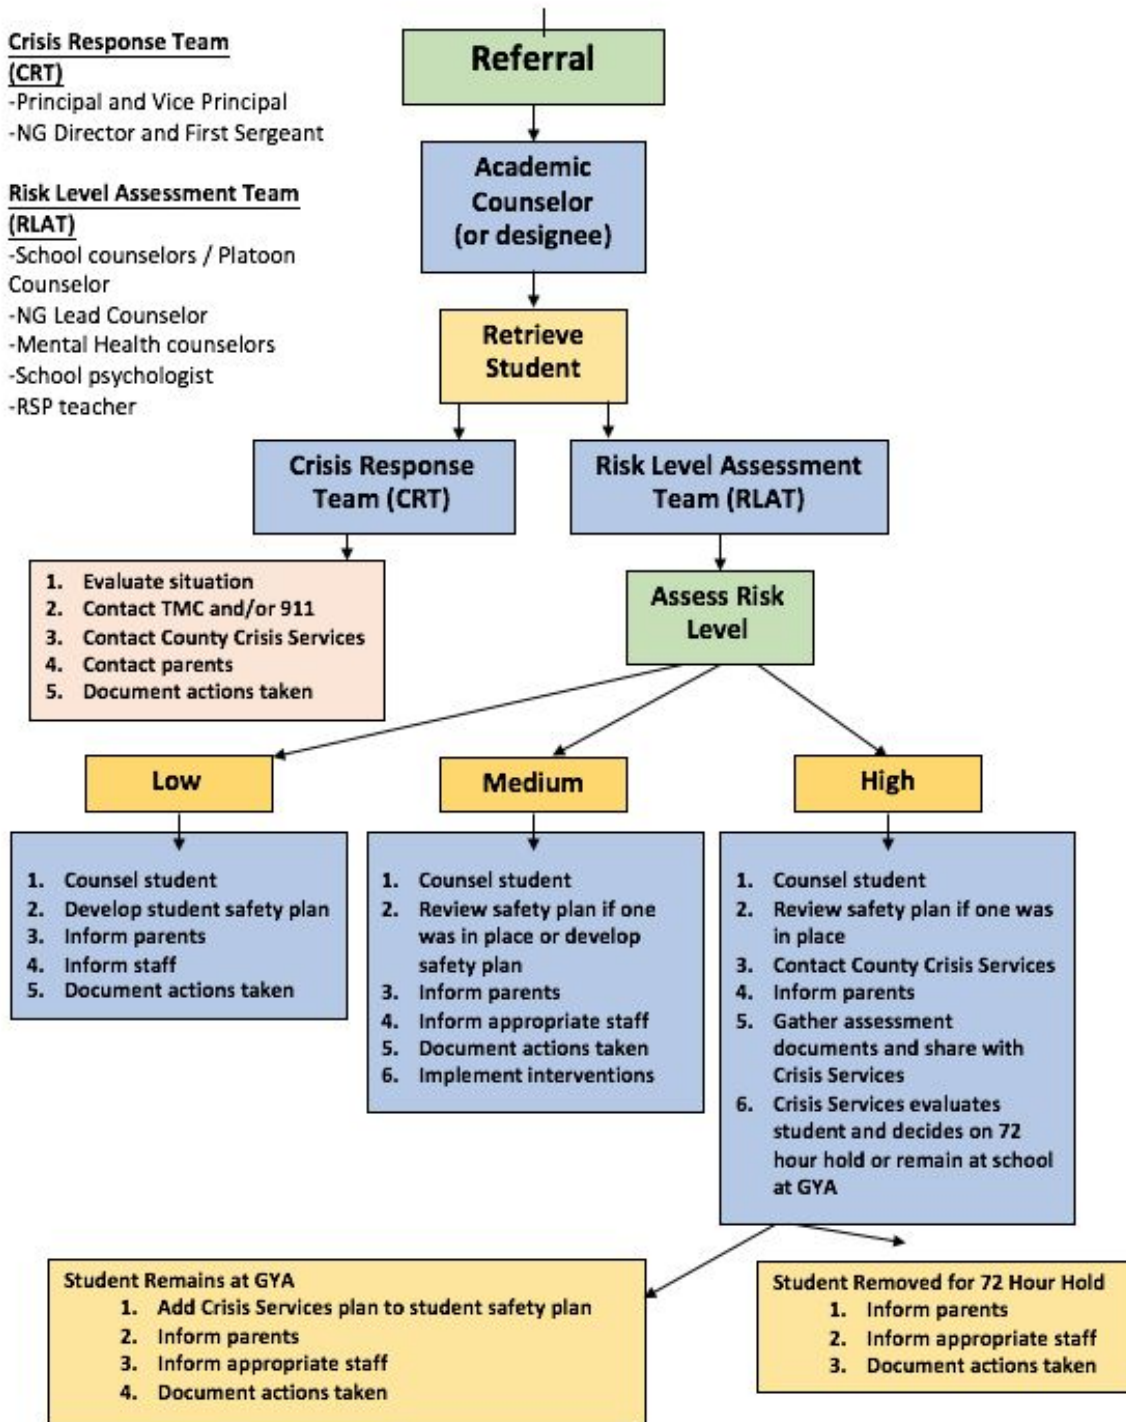 Crisis Response Team
(CRT)
-Principal and Vice Principal
-NG Director and First Sergeant
Risk Level Assessment Team
(RLAT)
-School counselors / Platoon
Counselor
-NG Lead Counselor
-Mental Health counselors
-School psychologist
-RSP teacher
Referral
Academic
Counselor
(or designee)
Retrieve
Student
Crisis Response
Team (CRT)
Risk Level Assessment
Team (RLAT)
1. Evaluate situation
2. Contact TMC and/or 911
3. Contact County Crisis Services
4. Contact parents
5. Document actions taken
Assess Risk
Level
Low
Medium
High
1. Counsel student
2. Develop student safety plan
3. Inform parents
4. Inform staff
5. Document actions taken
1. Counsel student
2. Review safety plan if one
was in place or develop
safety plan
3. Inform parents
4. Inform appropriate staff
5. Document actions taken
6. Implement interventions
1. Counsel student
2. Review safety plan if one was
in place
3. Contact County Crisis Services
4. Inform parents
5. Gather assessment
documents and share with
Crisis Services
6. Crisis Services evaluates
student and decides on 72
hour hold or remain at school
at GYA
Student Remains at GYA
1. Add Crisis Services plan to student safety plan
2. Inform parents
3. Inform appropriate staff
4. Document actions taken
Student Removed for 72 Hour Hold
1. Inform parents
2. Inform appropriate staff
3. Document actions taken